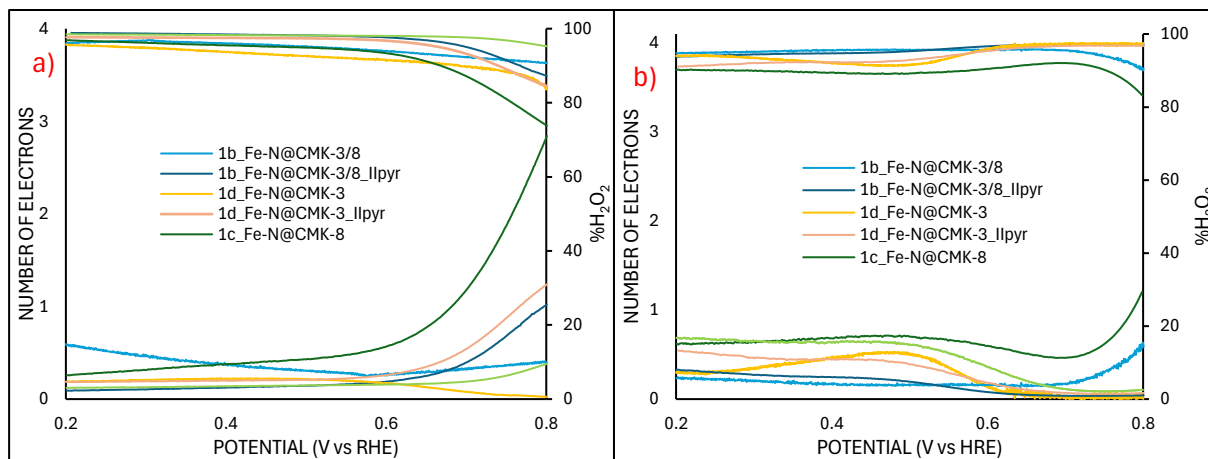 a)
4
3
2
1
0
NUMBER OF ELECTRONS
100
80
60
40
20
0
%H₂O₂
1b_Fe-N@CMK-3/8
1b_Fe-N@CMK-3/8_IIpyr
1d_Fe-N@CMK-3
1d_Fe-N@CMK-3_IIpyr
1c_Fe-N@CMK-8
0.2
0.4
0.6
0.8
POTENTIAL (V vs RHE)
b)
4
3
2
1
0
NUMBER OF ELECTRONS
100
80
60
40
20
0
%H₂O₂
1b_Fe-N@CMK-3/8
1b_Fe-N@CMK-3/8_IIpyr
1d_Fe-N@CMK-3
1d_Fe-N@CMK-3_IIpyr
1c_Fe-N@CMK-8
0.2
0.4
0.6
0.8
POTENTIAL (V vs HRE)